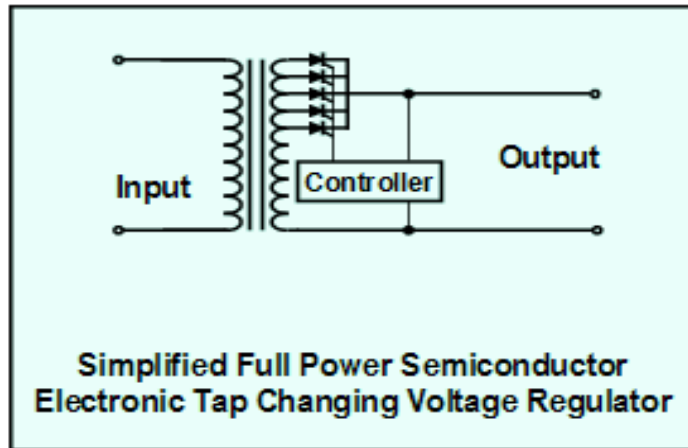 Input
Controller
Output
Simplified Full Power Semiconductor
Electronic Tap Changing Voltage Regulator